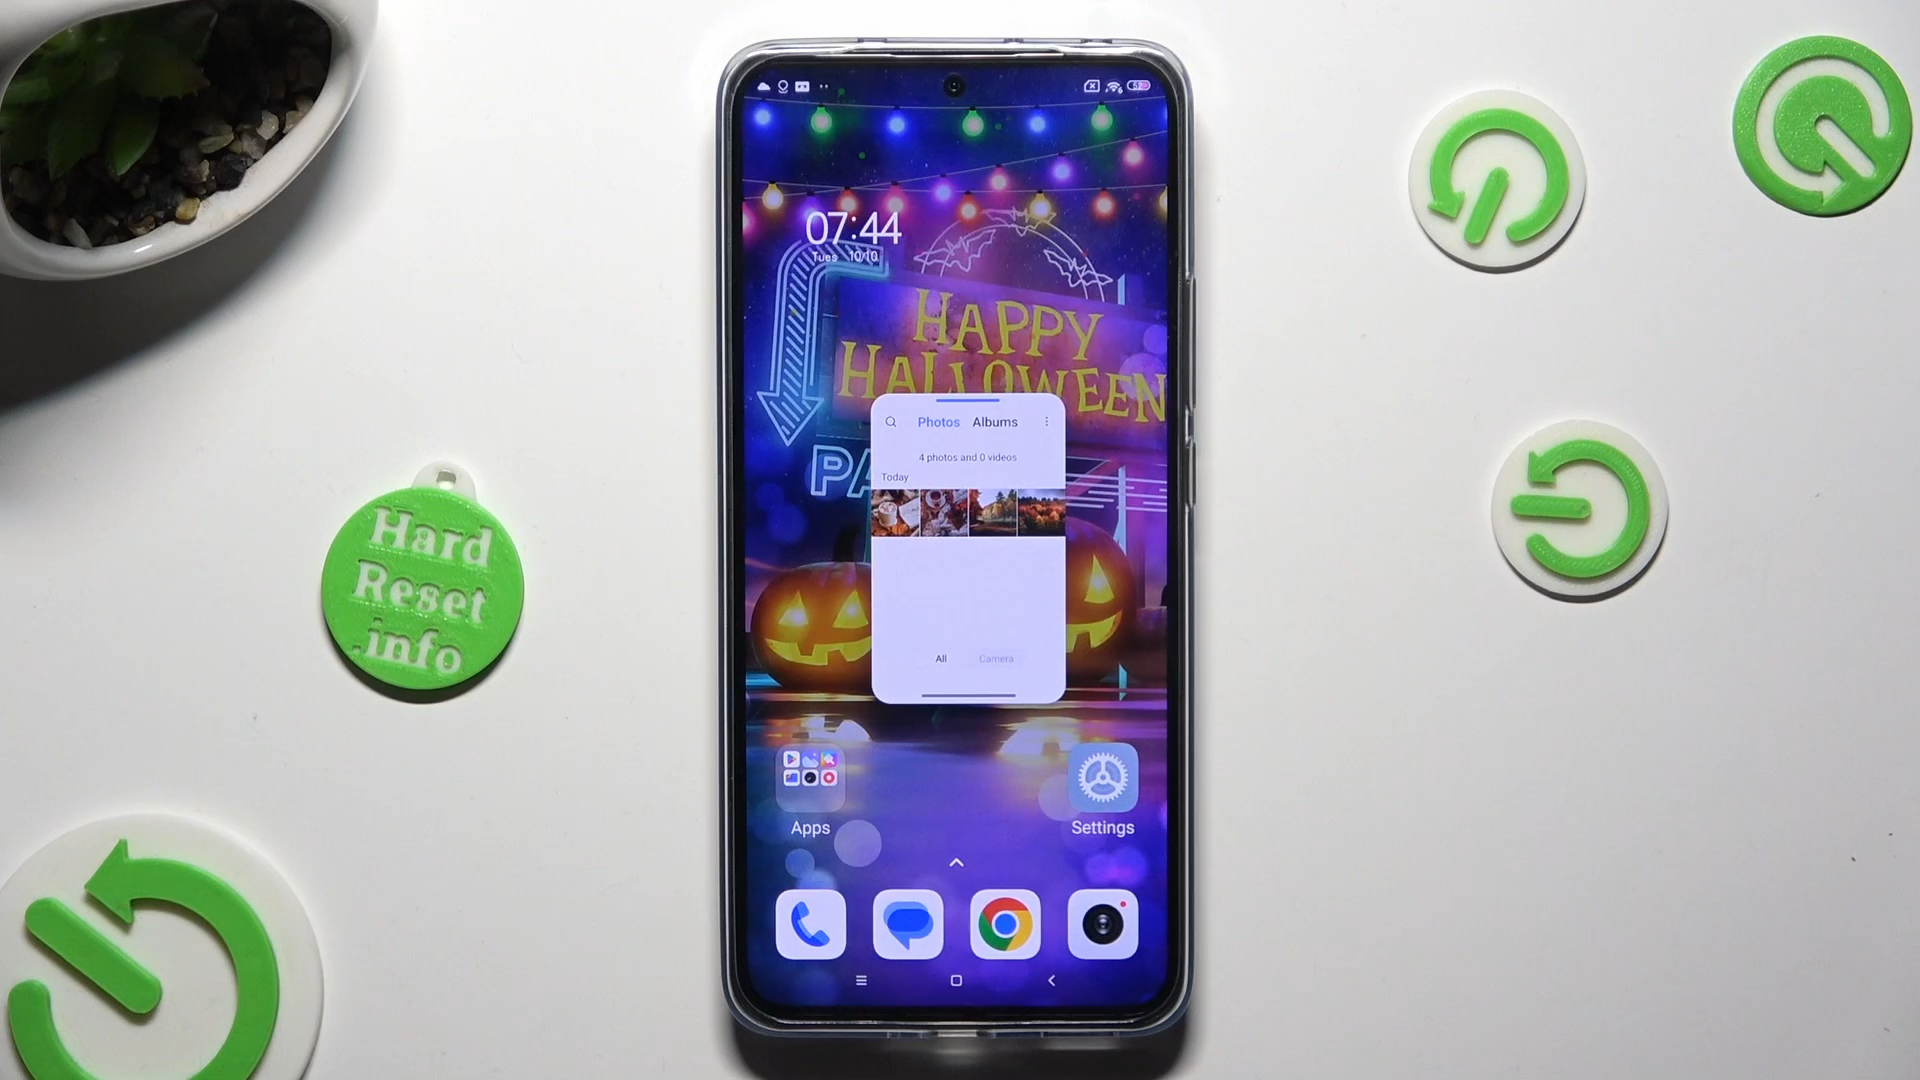 07:44
Tues 10/10
HAPPY
HALLOWEEN
PA
Photos Albums
4 photos and 0 videos
Today
All Camera
Apps
Settings
Hard
Reset
.info